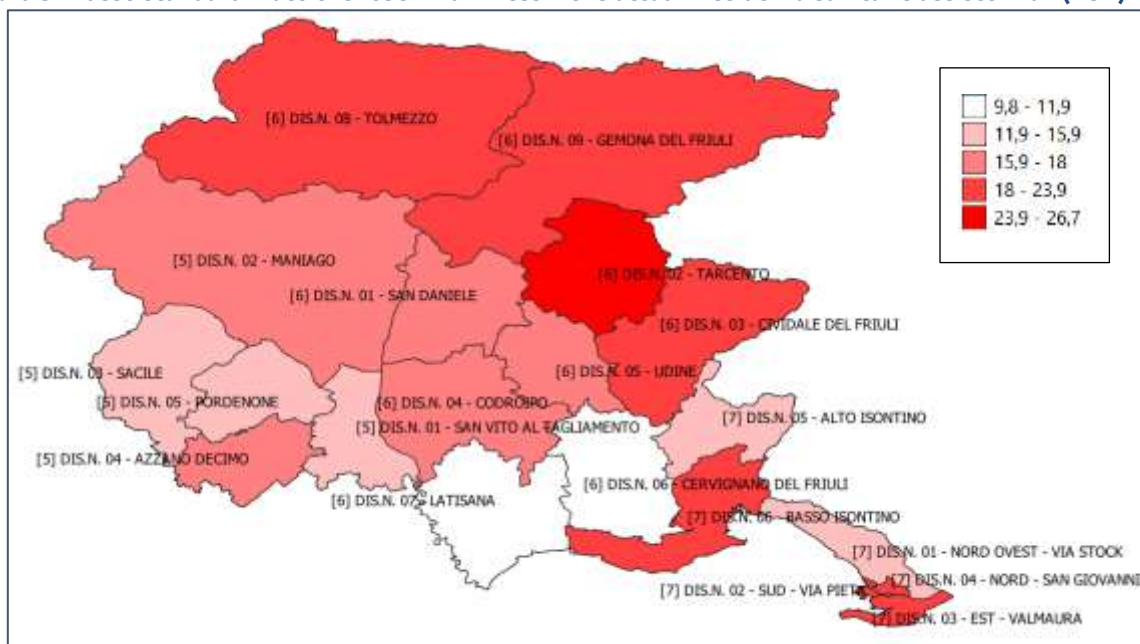 9,8 - 11,9
11,9 - 15,9
15,9 - 18
18 - 23,9
23,9 - 26,7
[6] DIS.N. 08 - TOLMEZZO
[6] DIS.N. 09 - GEMONA DEL FRIULI
[5] DIS.N. 02 - MANIAGO
[6] DIS.N. 02 - TARCENTO
[6] DIS.N. 01 - SAN DANIELE
[6] DIS.N. 03 - CIVIDALE DEL FRIULI
[5] DIS.N. 03 - SACILE
[6] DIS.N. 05 - UDINE
[5] DIS.N. 05 - PORDENONE
[6] DIS.N. 04 - CODROIPO
[7] DIS.N. 05 - ALTO ISONTINO
[5] DIS.N. 01 - SAN VITO AL TAGLIAMENTO
[5] DIS.N. 04 - AZZANO DECIMO
[6] DIS.N. 06 - CERVIGNANO DEL FRIULI
[6] DIS.N. 07 - LATISANA
[7] DIS.N. 06 - BASSO ISONTINO
[7] DIS.N. 01 - NORD OVEST - VIA STOCK
[7] DIS.N. 04 - NORD - SAN GIOVANNI
[7] DIS.N. 02 - SUD - VIA
[7] DIS.N. 03 - EST - VALMAURA